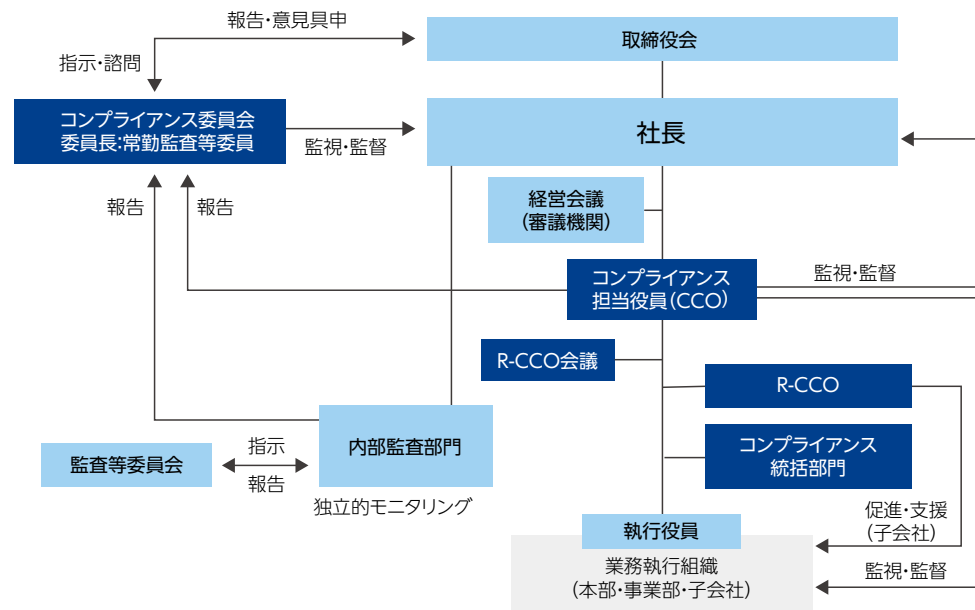 報告・意見具申
取締役会
指示・諮問
コンプライアンス委員会
委員長:常勤監査等委員
監視・監督
社長
報告
報告
経営会議
(審議機関)
コンプライアンス
担当役員(CCO)
監視・監督
R-CCO会議
R-CCO
内部監査部門
コンプライアンス
統括部門
監査等委員会
指示
報告
独立的モニタリング
促進・支援
(子会社)
執行役員
業務執行組織
(本部・事業部・子会社)
監視・監督